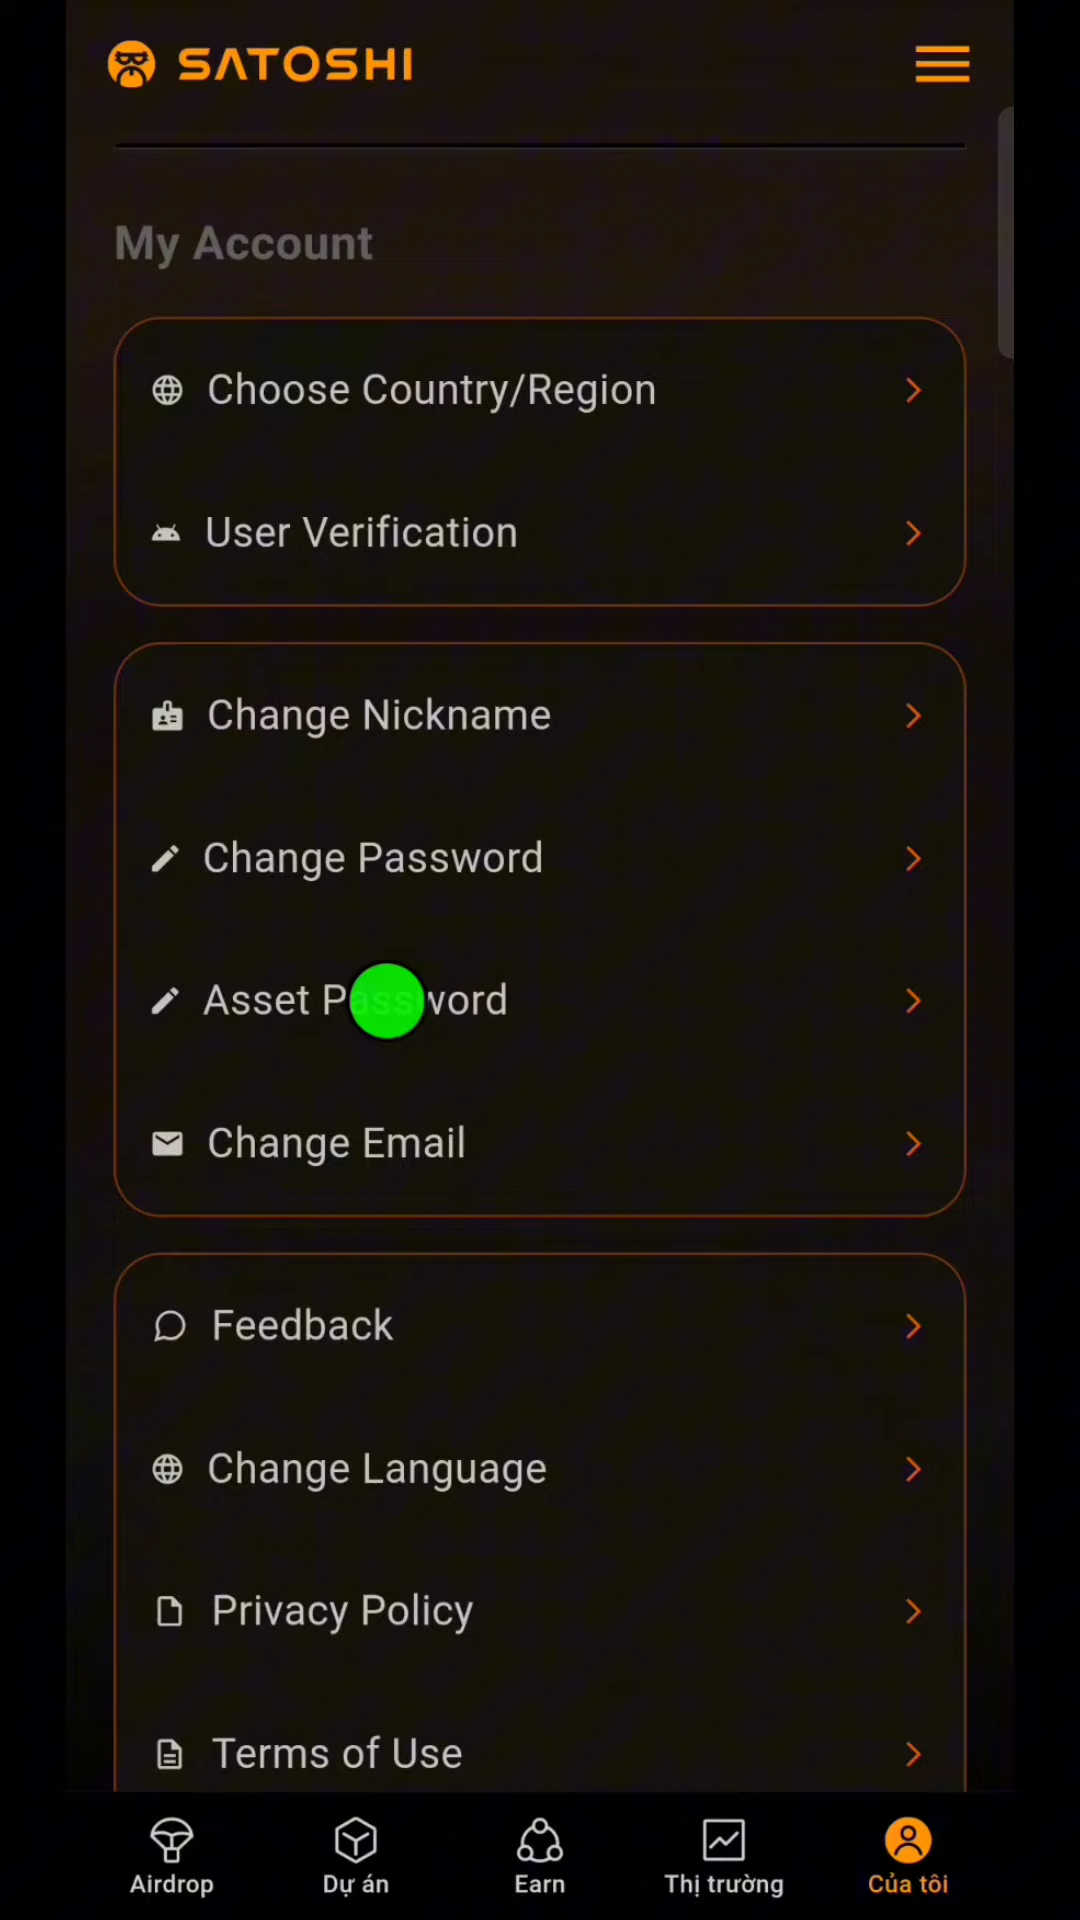 SATOSHI
My Account
Choose Country/Region
User Verification
Change Nickname
Change Password
Asset Password
Change Email
Feedback
Change Language
Privacy Policy
Terms of Use
Airdrop
Dự án
Earn
Thị trường
Của tôi